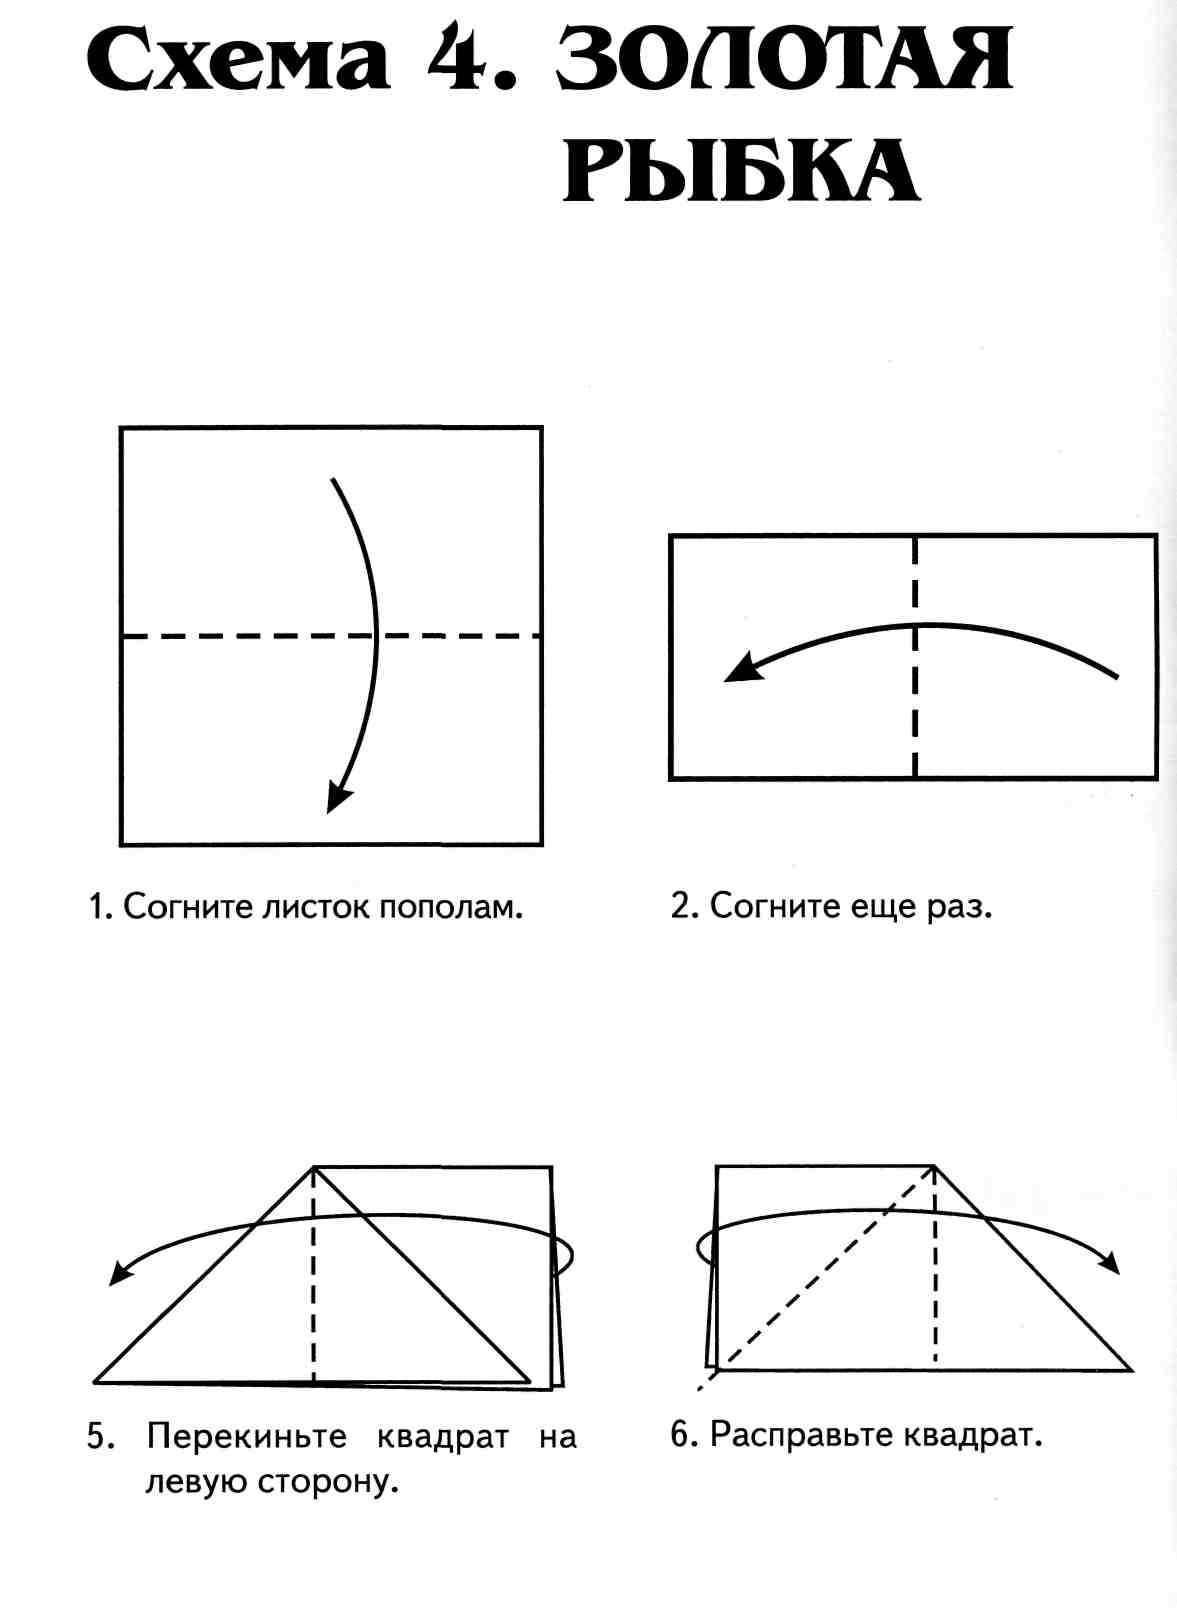 Схема 4. ЗОЛОТАЯ
РЫБКА
1. Согните листок пополам.
2. Согните еще раз.
5. Перекиньте квадрат на
левую сторону.
6. Расправьте квадрат.